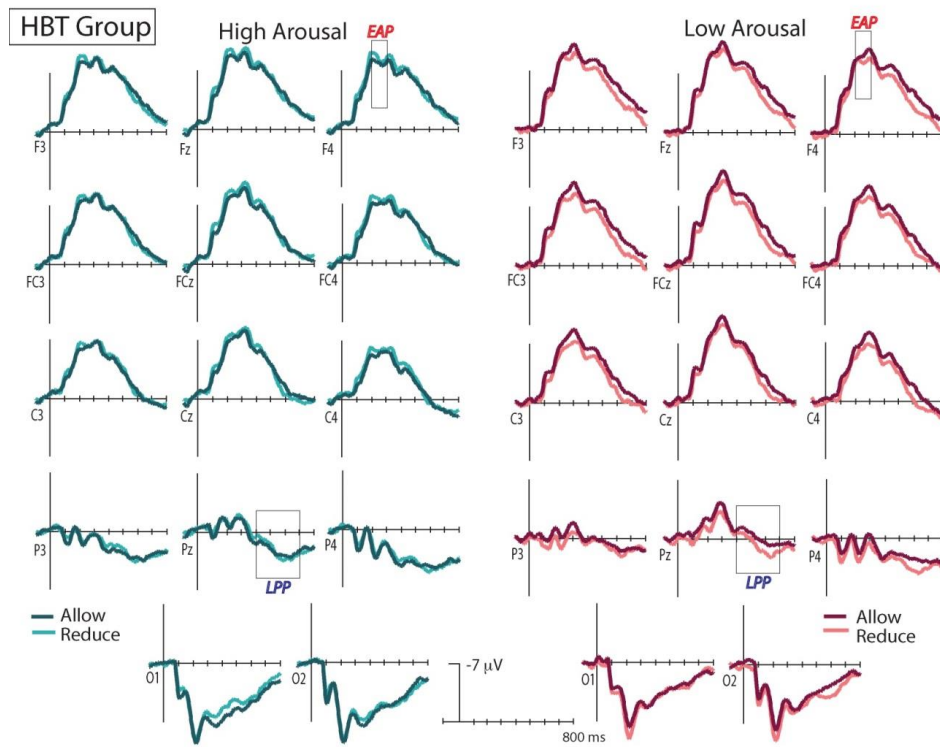 HBT Group
High Arousal
EAP
Low Arousal
EAP
F3
Fz
F4
F3
Fz
F4
FC3
FCz
FC4
FC3
FCz
FC4
C3
Cz
C4
C3
Cz
C4
P3
Pz
P4
P3
Pz
P4
LPP
LPP
Allow
Reduce
Allow
Reduce
O1
O2
-7 μV
O1
O2
800 ms